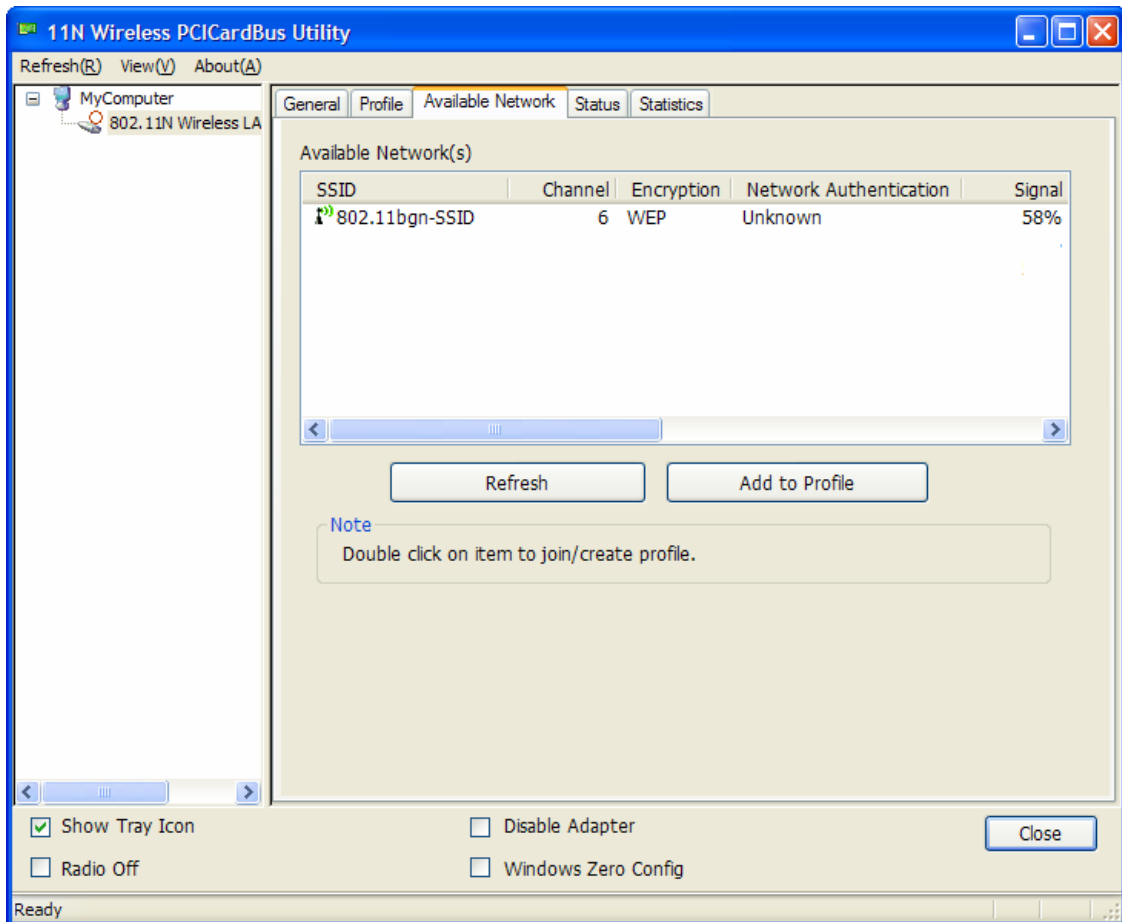 11N Wireless PCICardBus Utility
Refresh(R) View(V) About(A)
MyComputer
802.11N Wireless LA
General Profile Available Network Status Statistics
Available Network(s)
SSID Channel Encryption Network Authentication Signal
802.11bgn-SSID 6 WEP Unknown 58%
Refresh Add to Profile
Note
Double click on item to join/create profile.
Show Tray Icon Disable Adapter Close
Radio Off Windows Zero Config
Ready